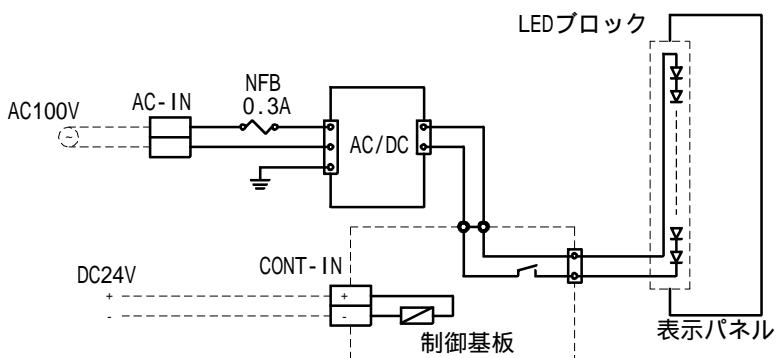 LEDブロック
NFB
0.3A
AC-IN
AC100V
~
AC/DC
CONT-IN
DC24V
+
-
+
-
制御基板
表示パネル